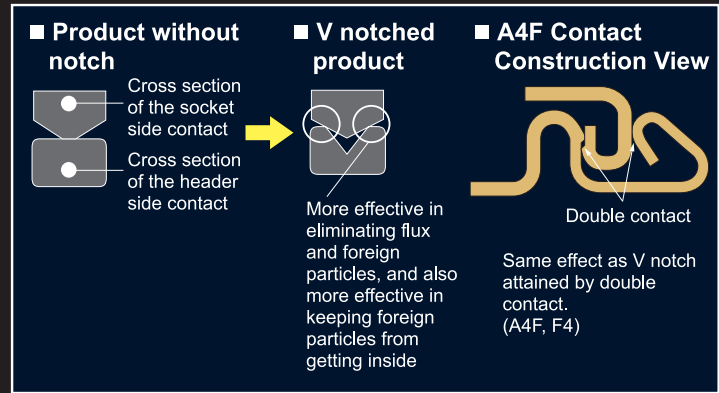 ■ Product without
notch
Cross section
of the socket
side contact
Cross section
of the header
side contact
■ V notched
product
More effective in
eliminating flux
and foreign
particles, and also
more effective in
keeping foreign
particles from
getting inside
■ A4F Contact
Construction View
Double contact
Same effect as V notch
attained by double
contact.
(A4F, F4)